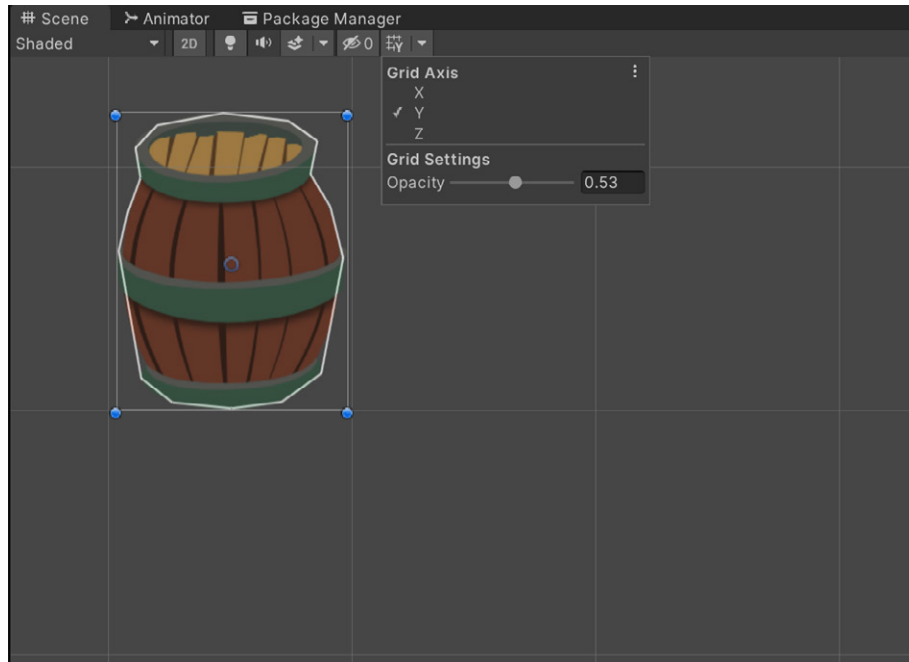 Scene Animator Package Manager
Shaded 2D 0 Y
Grid Axis
X
Y
Z
Grid Settings
Opacity 0.53